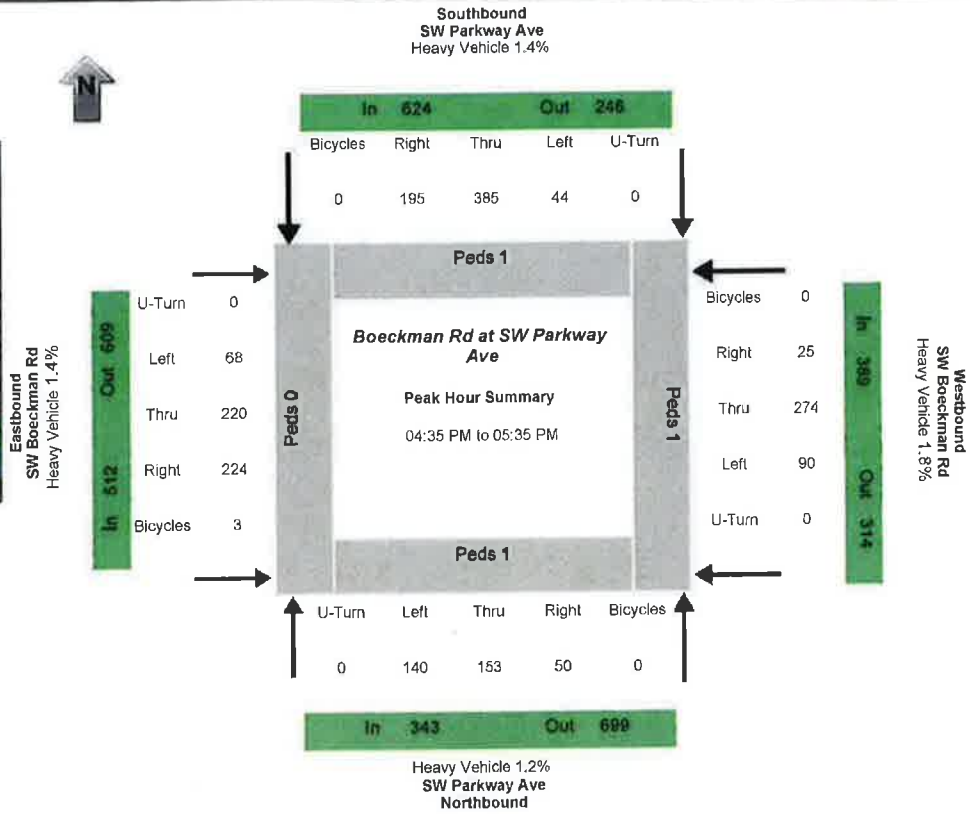 Southbound
SW Parkway Ave
Heavy Vehicle 1.4%
N
In 624 Out 246
Bicycles Right Thru Left U-Turn
0 195 385 44 0
Peds 1
Eastbound
SW Boeckman Rd
Heavy Vehicle 1.4%
In 512 Out 609
U-Turn 0
Left 68
Thru 220
Right 224
Bicycles 3
Peds 0
Boeckman Rd at SW Parkway
Ave
Peak Hour Summary
04:35 PM to 05:35 PM
Peds 1
Bicycles 0
Right 25
Thru 274
Left 90
U-Turn 0
In 389 Out 314
Westbound
SW Boeckman Rd
Heavy Vehicle 1.8%
Peds 1
U-Turn Left Thru Right Bicycles
0 140 153 50 0
In 343 Out 699
Heavy Vehicle 1.2%
SW Parkway Ave
Northbound